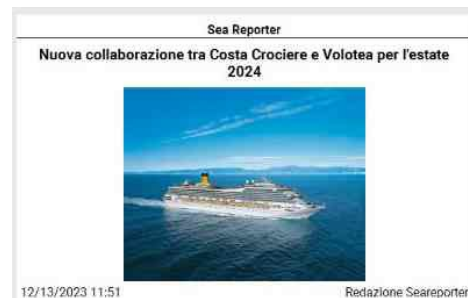 Sea Reporter
Nuova collaborazione tra Costa Crociere e Volotea per l'estate
2024
12/13/2023 11:51
Redazione Seareporter